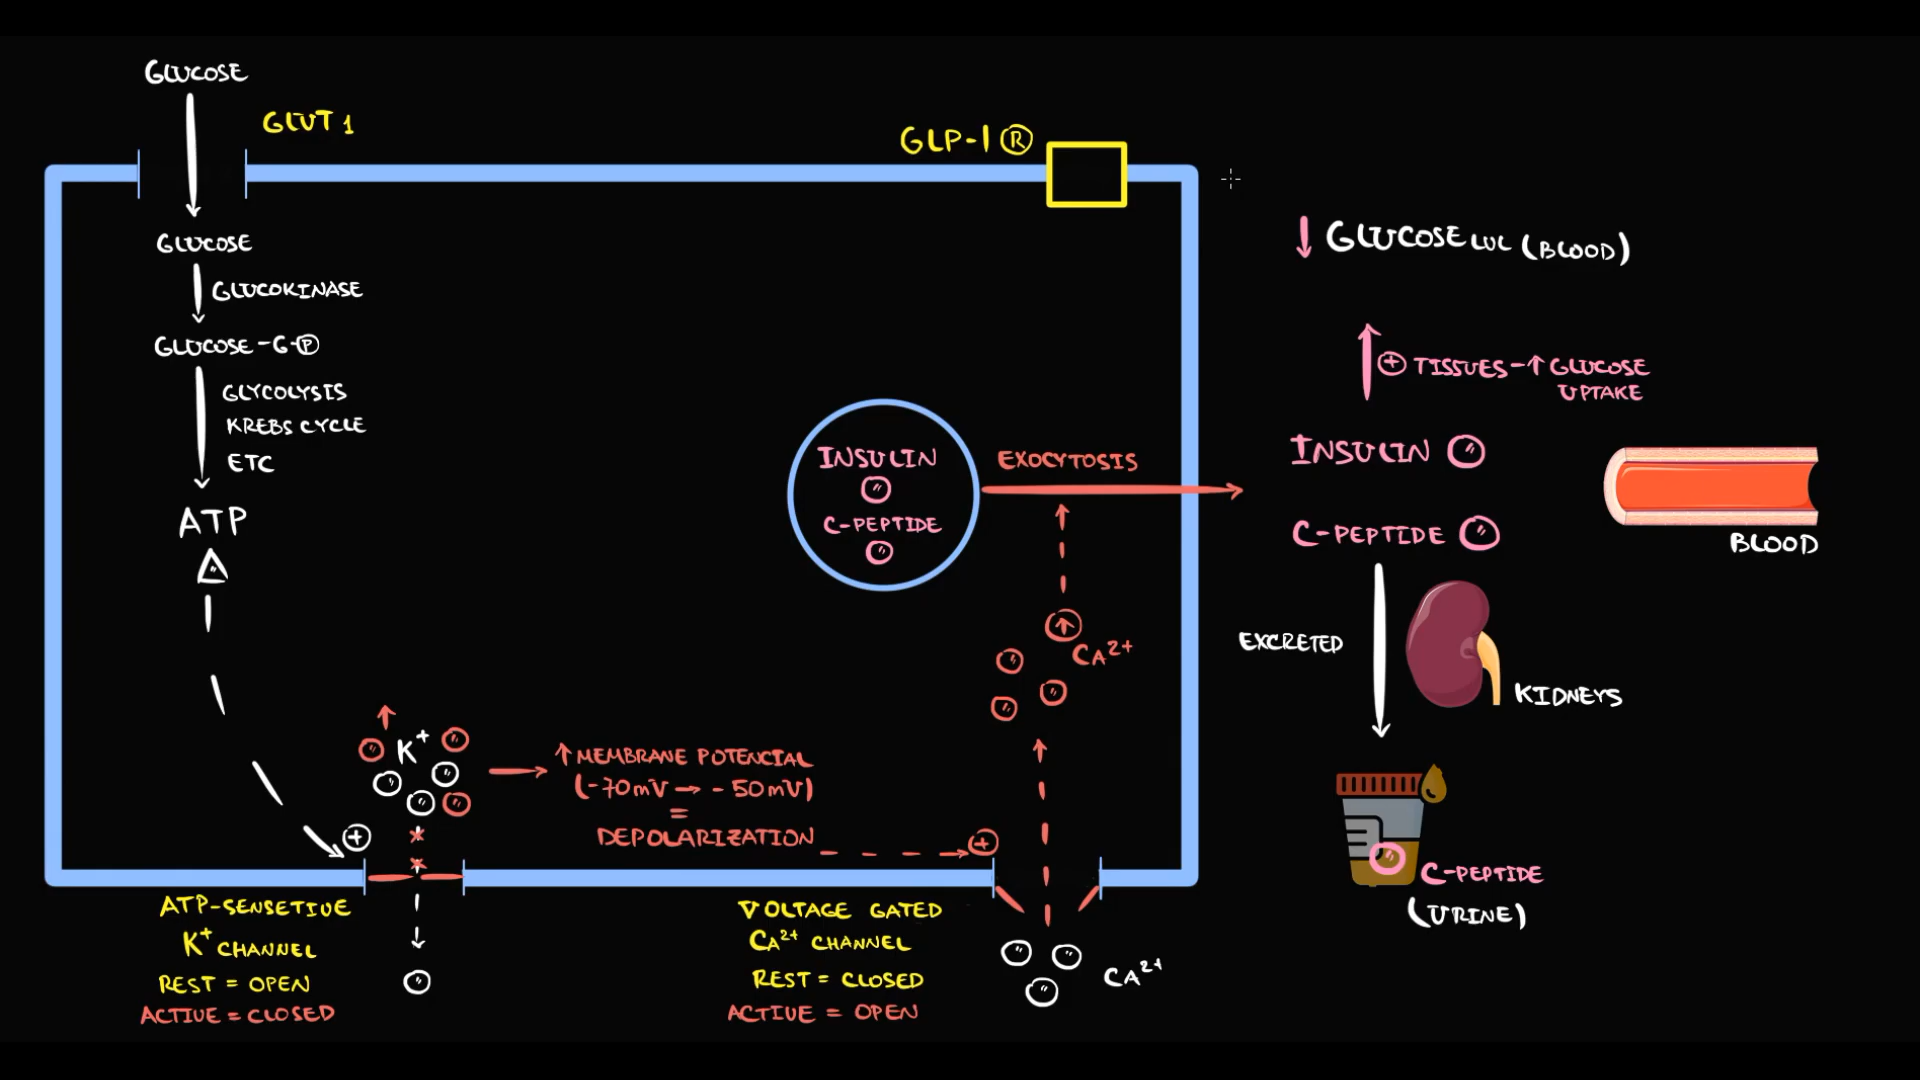 GLUCOSE
GLUT 1
GLP-1 R
GLUCOSE
GLUCOKINASE
GLUCOSE-6-P
GLYCOLYSIS
KREBS CYCLE
ETC
ATP
K+
↑ MEMBRANE POTENCIAL
(-70mV → -50mV)
=
DEPOLARIZATION
+
+
ATP-SENSETIVE
K+ CHANNEL
REST = OPEN
ACTIVE = CLOSED
VOLTAGE GATED
CA2+ CHANNEL
REST = CLOSED
ACTIVE = OPEN
CA2+
CA2+
INSULIN
C-PEPTIDE
EXOCYTOSIS
↓ GLUCOSE LVL (BLOOD)
+ TISSUES - ↑ GLUCOSE
UPTAKE
INSULIN
C-PEPTIDE
BLOOD
EXCRETED
KIDNEYS
C-PEPTIDE
(URINE)